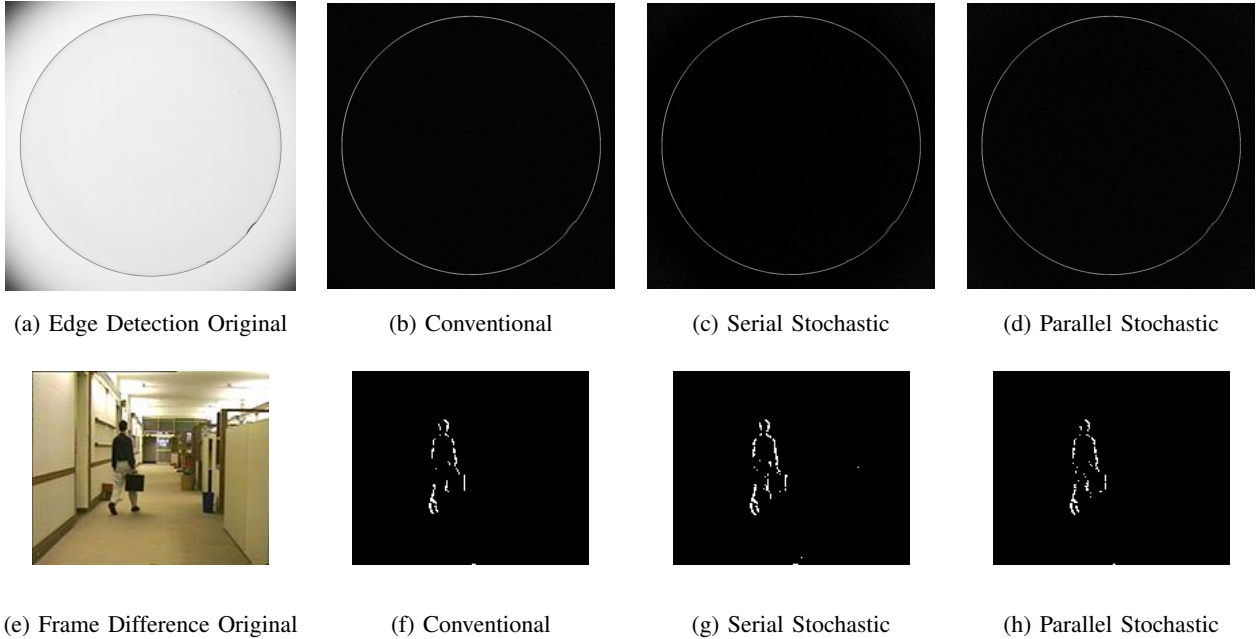 (a) Edge Detection Original
(b) Conventional
(c) Serial Stochastic
(d) Parallel Stochastic
(e) Frame Difference Original
(f) Conventional
(g) Serial Stochastic
(h) Parallel Stochastic